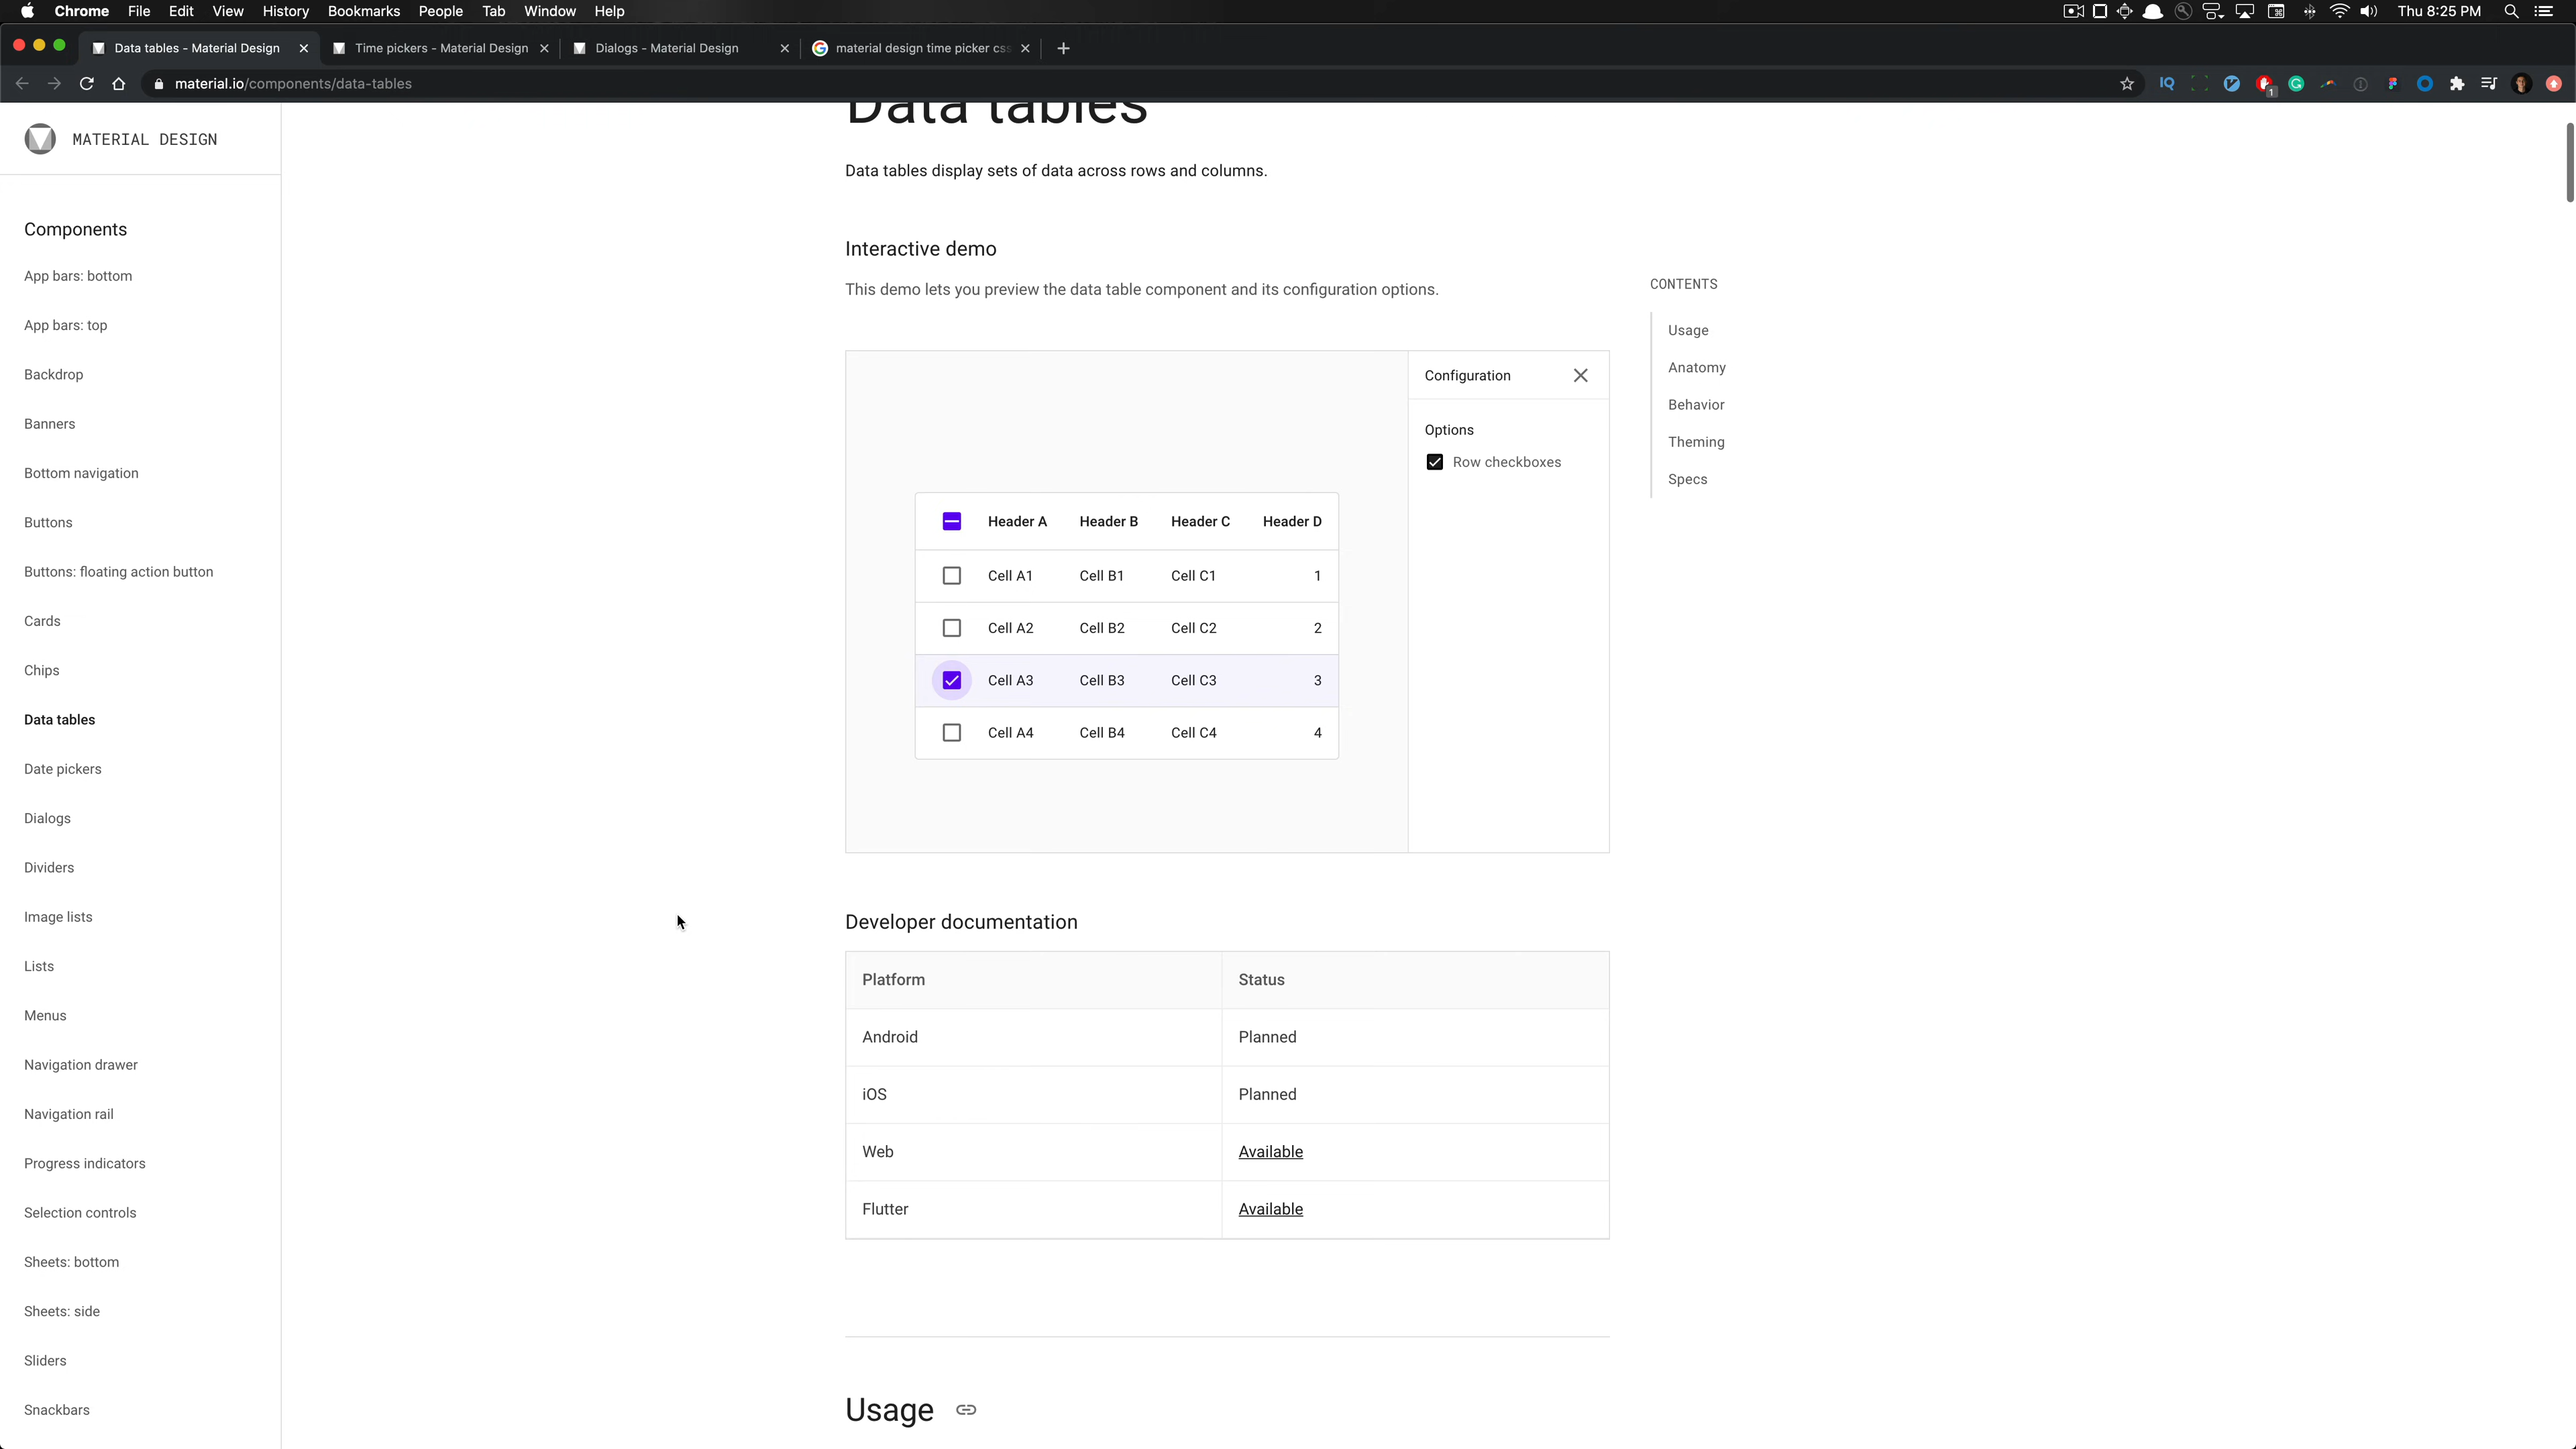 Chrome File Edit View History Bookmarks People Tab Window Help Thu 8:25 PM
Data tables - Material Design Time pickers - Material Design Dialogs - Material Design material design time picker css
material.io/components/data-tables IQ 1
MATERIAL DESIGN
Components
App bars: bottom
App bars: top
Backdrop
Banners
Bottom navigation
Buttons
Buttons: floating action button
Cards
Chips
Data tables
Date pickers
Dialogs
Dividers
Image lists
Lists
Menus
Navigation drawer
Navigation rail
Progress indicators
Selection controls
Sheets: bottom
Sheets: side
Sliders
Snackbars
Data tables
Data tables display sets of data across rows and columns.
Interactive demo
This demo lets you preview the data table component and its configuration options.
Header A Header B Header C Header D
Cell A1 Cell B1 Cell C1 1
Cell A2 Cell B2 Cell C2 2
Cell A3 Cell B3 Cell C3 3
Cell A4 Cell B4 Cell C4 4
Configuration
Options
Row checkboxes
Developer documentation
Platform Status
Android Planned
iOS Planned
Web Available
Flutter Available
Usage
CONTENTS
Usage
Anatomy
Behavior
Theming
Specs